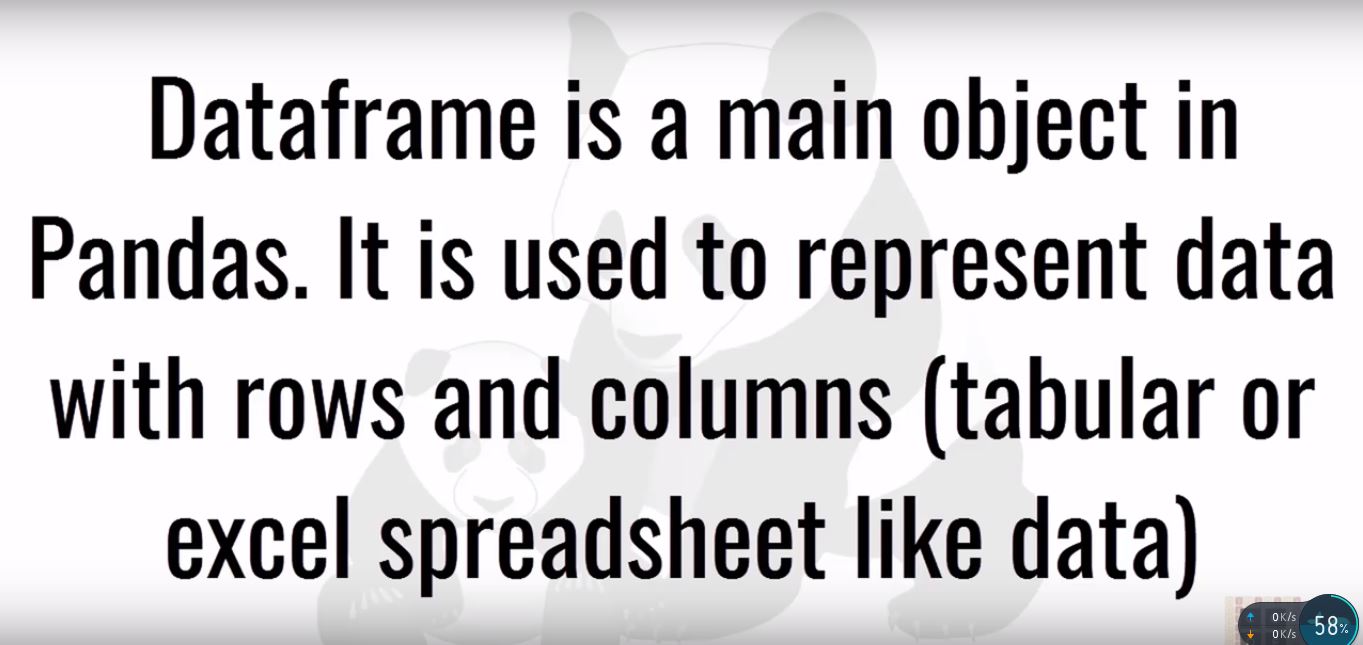 Dataframe is a main object in
Pandas. It is used to represent data
with rows and columns (tabular or
excel spreadsheet like data)
0K/s
0K/s
58%